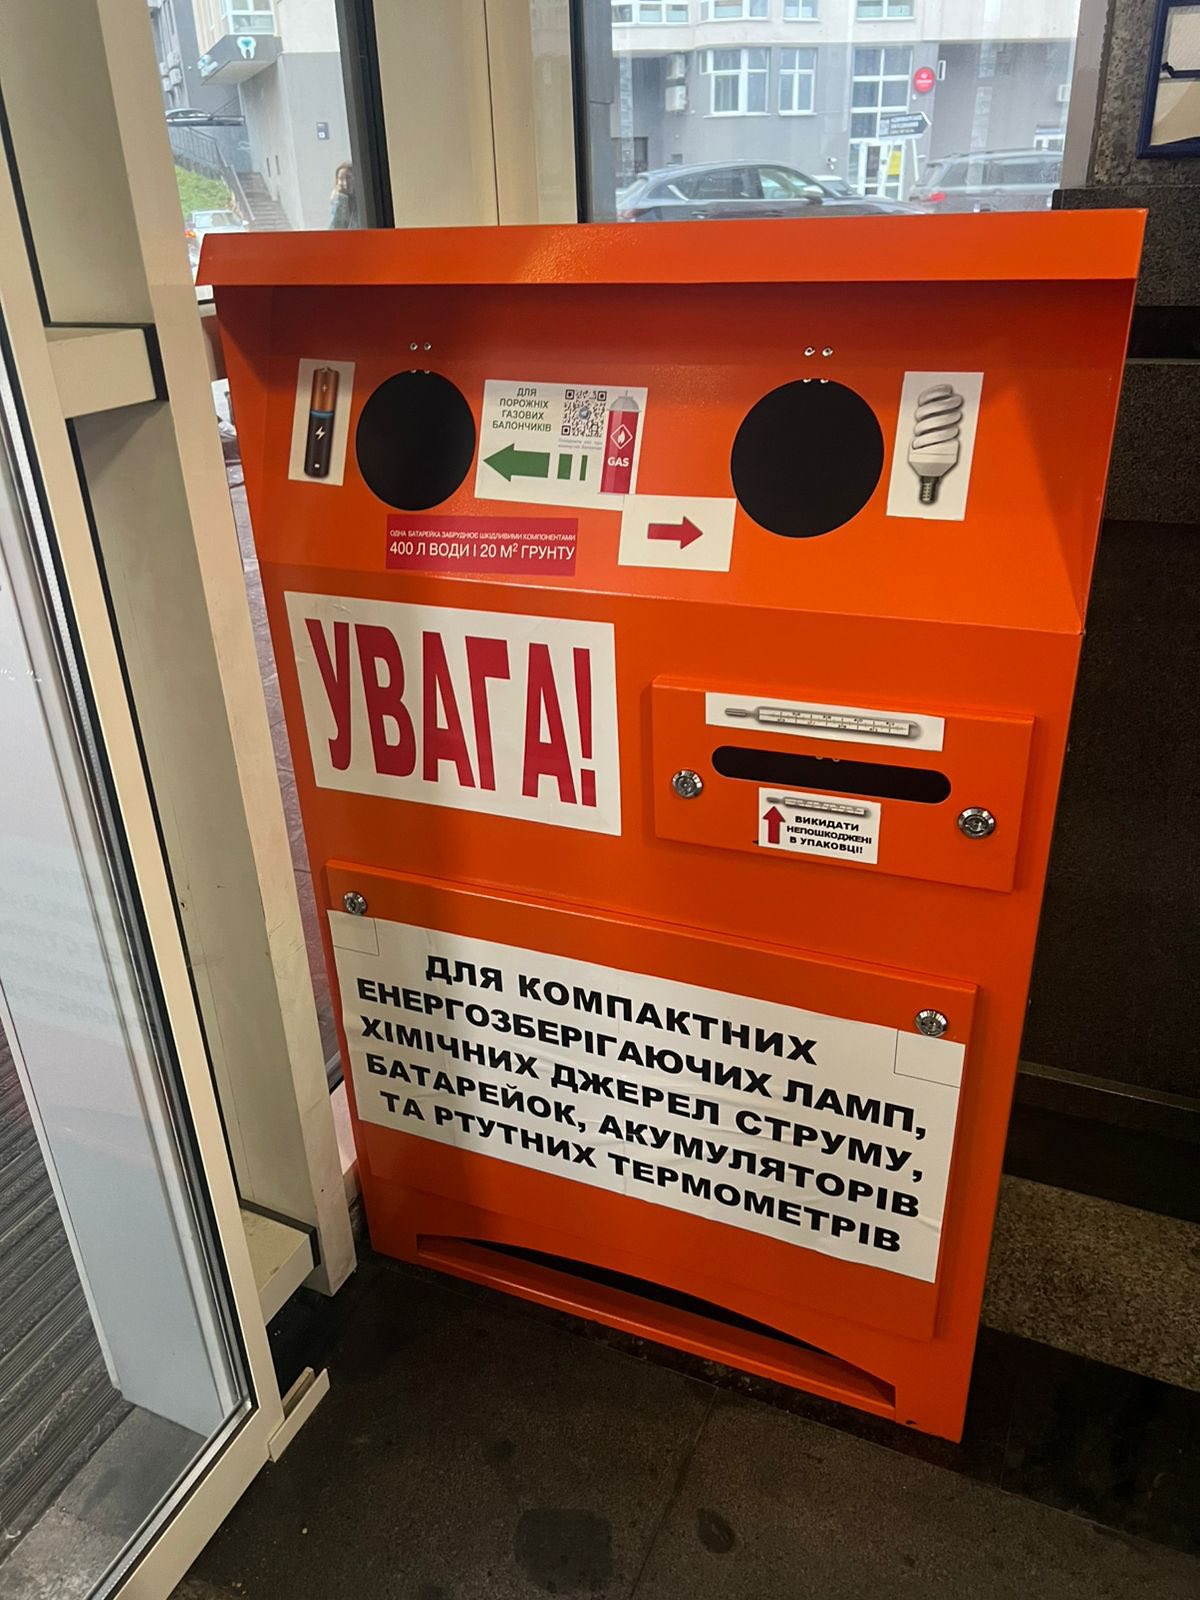 ДЛЯ
ПОРОЖНІХ
ГАЗОВИХ
БАЛОНЧИКІВ
GAS
ОДНА БАТАРЕЙКА ЗАБРУДНЮЄ ШКІДЛИВИМИ КОМПОНЕНТАМИ
400 Л ВОДИ І 20 М² ГРУНТУ
УВАГА!
ВИКИДАТИ
НЕПОШКОДЖЕНІ
В УПАКОВЦІ!
ДЛЯ КОМПАКТНИХ
ЕНЕРГОЗБЕРІГАЮЧИХ ЛАМП,
ХІМІЧНИХ ДЖЕРЕЛ СТРУМУ,
БАТАРЕЙОК, АКУМУЛЯТОРІВ
ТА РТУТНИХ ТЕРМОМЕТРІВ